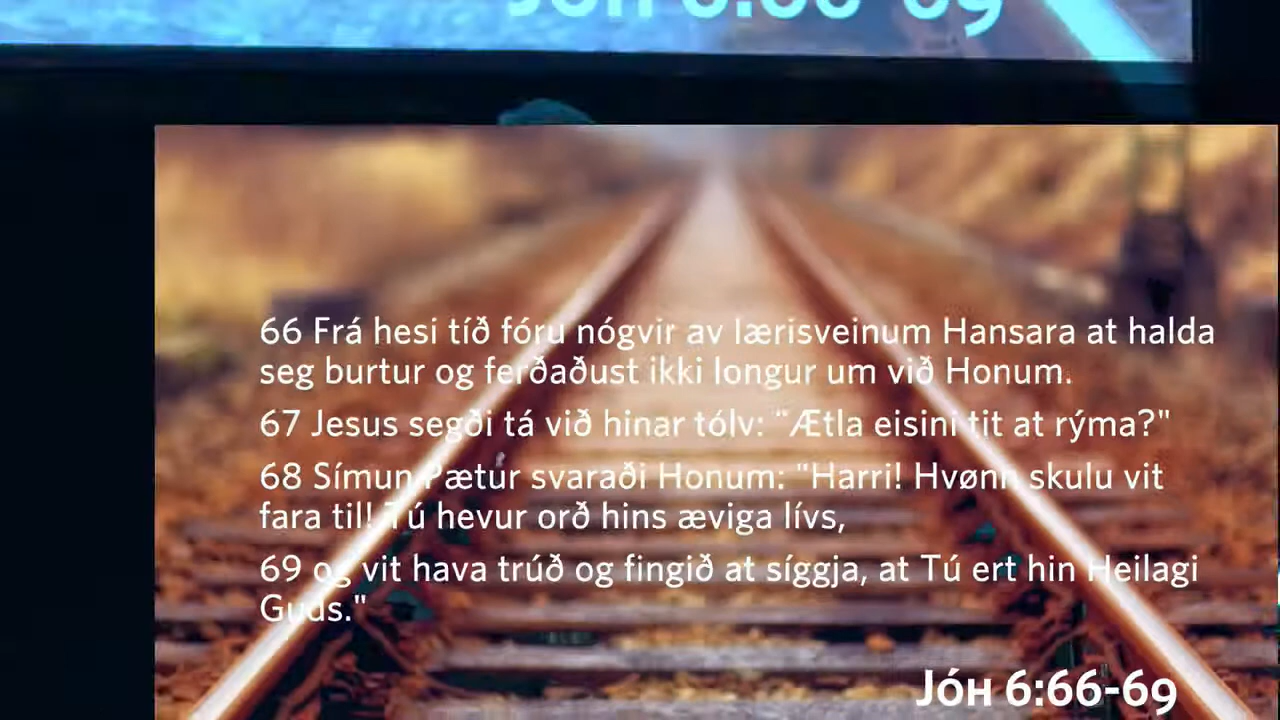 66 Frá hesi tíð fóru nógvir av lærisveinum Hansara at halda
seg burtur og ferðaðust ikki longur um við Honum.
67 Jesus segði tá við hinar tólv: "Ætla eisini tit at rýma?"
68 Símun Pætur svaraði Honum: "Harri! Hvønn skulu vit
fara til! Tú hevur orð hins æviga lívs,
69 og vit hava trúð og fingið at síggja, at Tú ert hin Heilagi
Guds."
Jóh 6:66-69